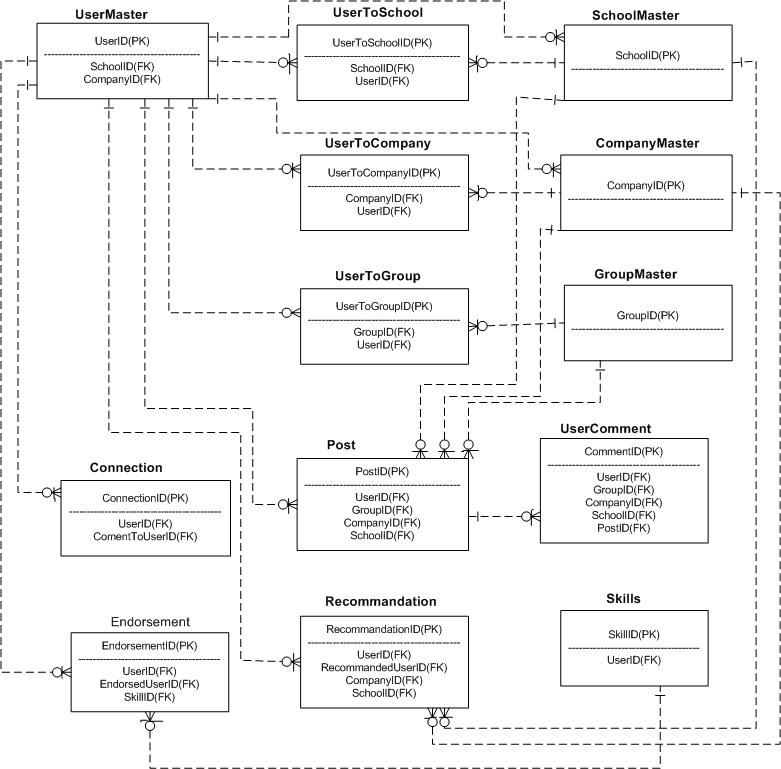 UserMaster
UserID(PK)
SchoolID(FK)
CompanyID(FK)
UserToSchool
UserToSchoolID(PK)
SchoolID(FK)
UserID(FK)
SchoolMaster
SchoolID(PK)
UserToCompany
UserToCompanyID(PK)
CompanyID(FK)
UserID(FK)
CompanyMaster
CompanyID(PK)
UserToGroup
UserToGroupID(PK)
GroupID(FK)
UserID(FK)
GroupMaster
GroupID(PK)
Connection
ConnectionID(PK)
UserID(FK)
ComentToUserID(FK)
Post
PostID(PK)
UserID(FK)
GroupID(FK)
CompanyID(FK)
SchoolID(FK)
UserComment
CommentID(PK)
UserID(FK)
GroupID(FK)
CompanyID(FK)
SchoolID(FK)
PostID(FK)
Endorsement
EndorsementID(PK)
UserID(FK)
EndorsedUserID(FK)
SkillID(FK)
Recommandation
RecommandationID(PK)
UserID(FK)
RecommandedUserID(FK)
CompanyID(FK)
SchoolID(FK)
Skills
SkillID(PK)
UserID(FK)